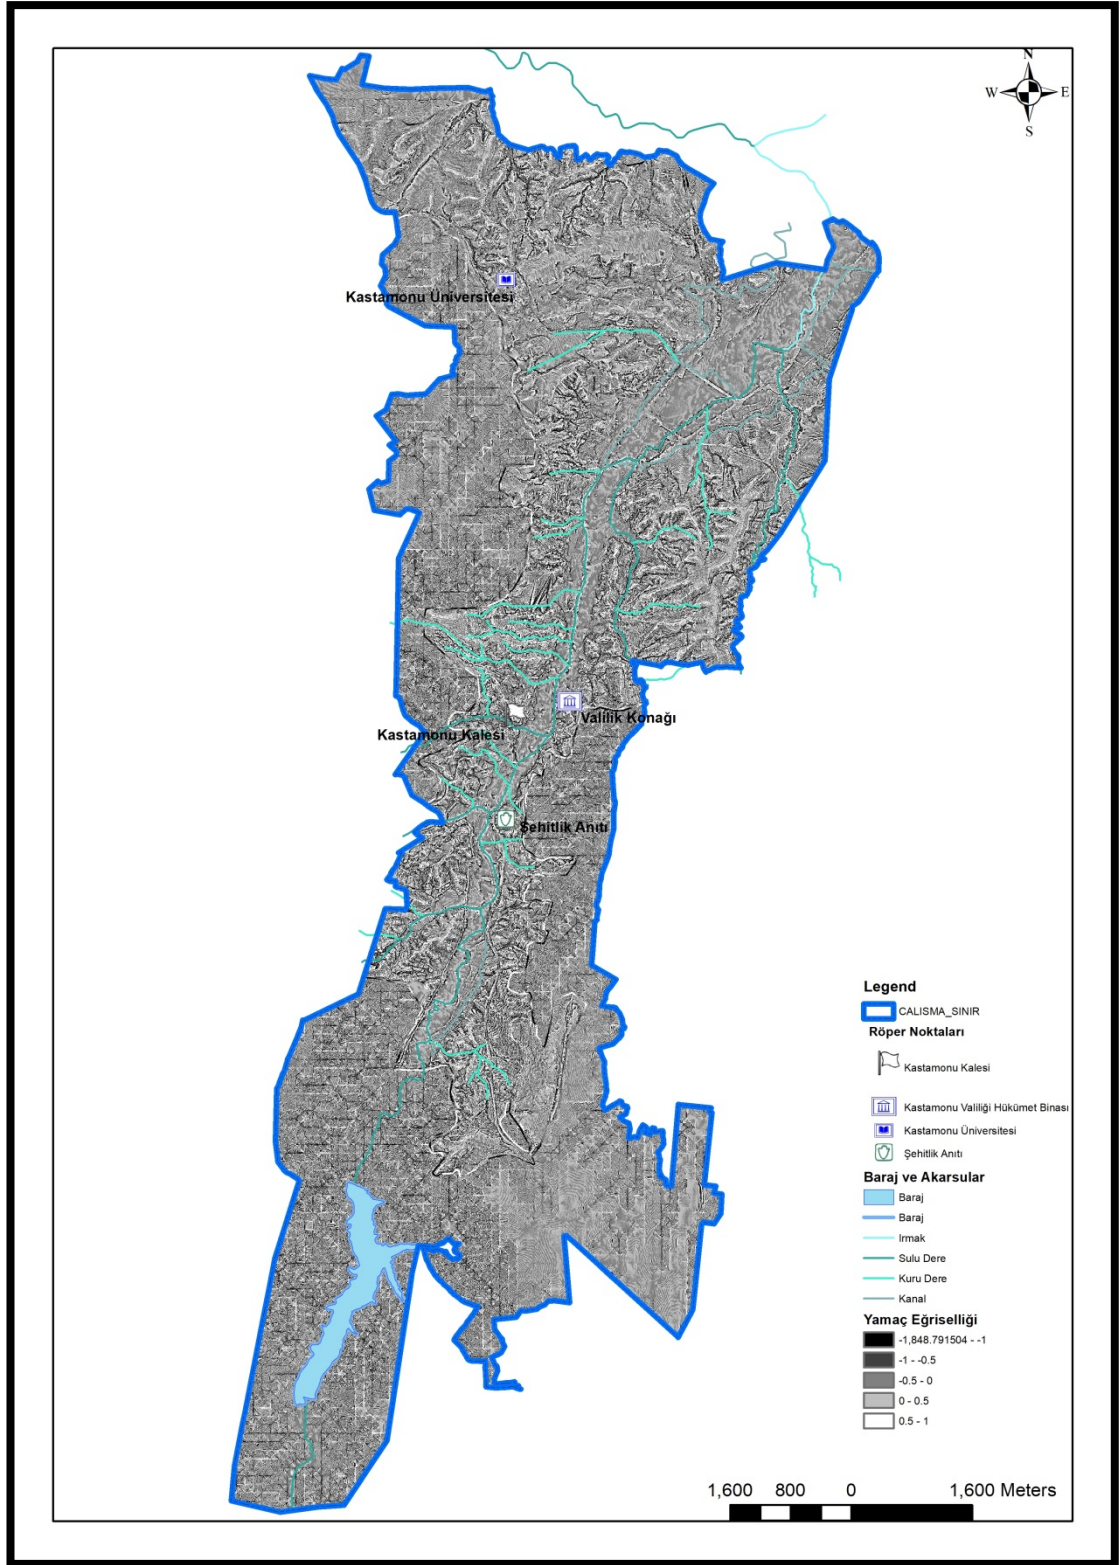 N
W E
S
Kastamonu Üniversitesi
Valilik Konağı
Kastamonu Kalesi
Şehitlik Anıtı
Legend
CALISMA_SINIR
Röper Noktaları
Kastamonu Kalesi
Kastamonu Valiliği Hükümet Binası
Kastamonu Üniversitesi
Şehitlik Anıtı
Baraj ve Akarsular
Baraj
Baraj
Irmak
Sulu Dere
Kuru Dere
Kanal
Yamaç Eğriselliği
-1,848.791504 - -1
-1 - -0.5
-0.5 - 0
0 - 0.5
0.5 - 1
1,600 800 0 1,600 Meters